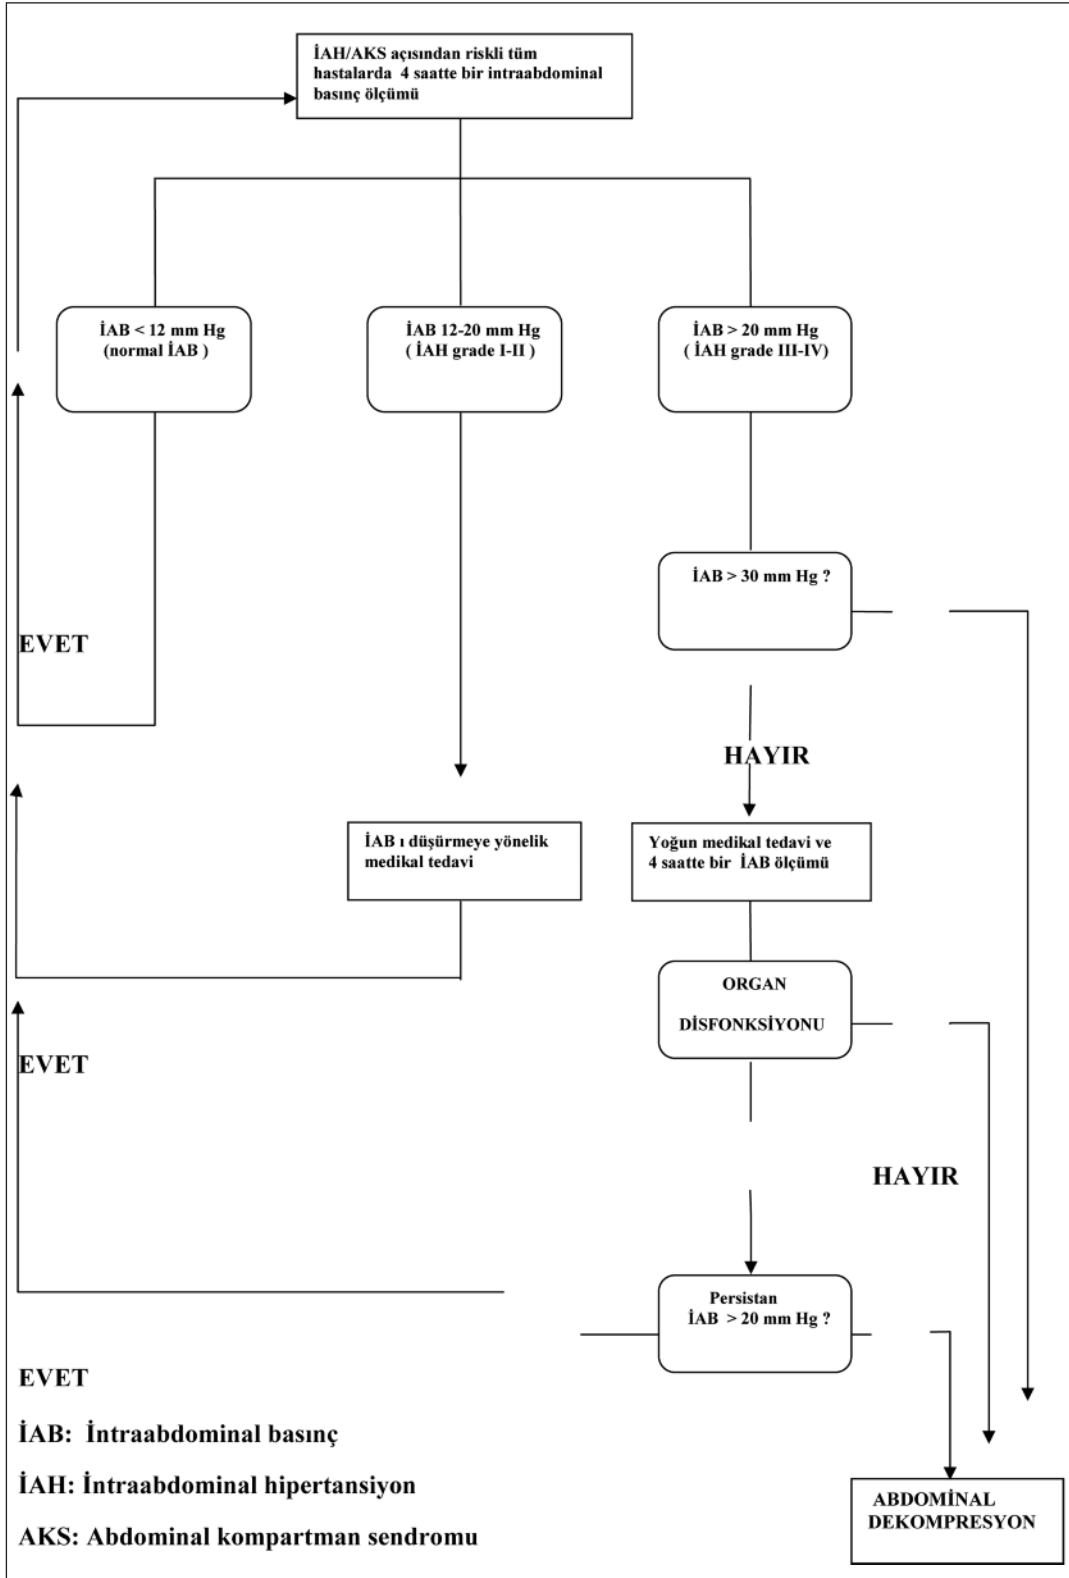 İAH/AKS açısından riskli tüm
hastalarda 4 saatte bir intraabdominal
basınç ölçümü
İAB < 12 mm Hg
(normal İAB )
İAB 12-20 mm Hg
( İAH grade I-II )
İAB > 20 mm Hg
( İAH grade III-IV)
İAB > 30 mm Hg ?
EVET
HAYIR
İAB ı düşürmeye yönelik
medikal tedavi
Yoğun medikal tedavi ve
4 saatte bir İAB ölçümü
ORGAN
DİSFONKSİYONU
EVET
HAYIR
Persistan
İAB > 20 mm Hg ?
EVET
İAB: İntraabdominal basınç
İAH: İntraabdominal hipertansiyon
AKS: Abdominal kompartman sendromu
ABDOMİNAL
DEKOMPRESYON